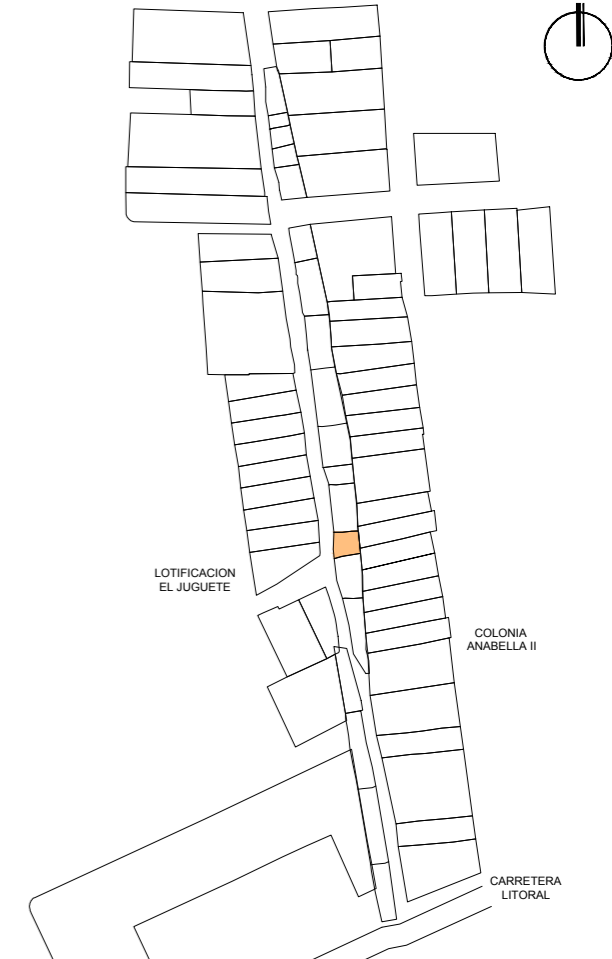 LOTIFICACION
EL JUGUETE
COLONIA
ANABELLA II
CARRETERA
LITORAL